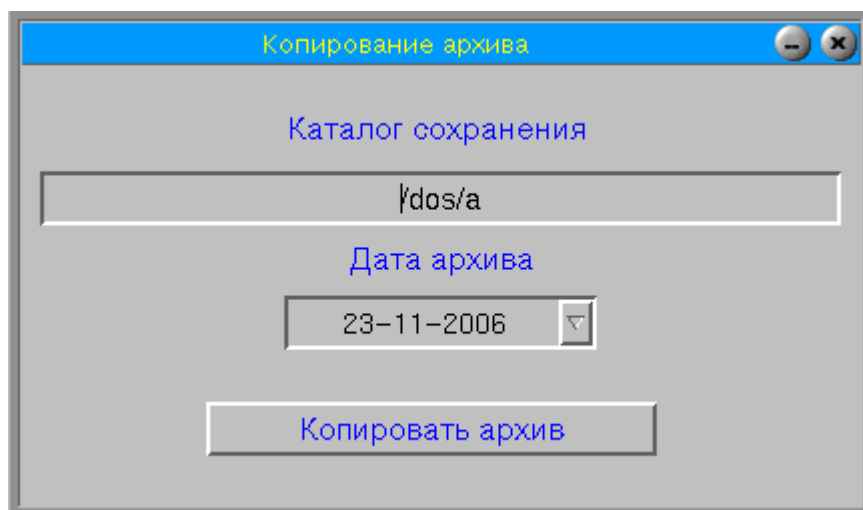 Копирование архива
Каталог сохранения
/dos/a
Дата архива
23-11-2006
Копировать архив